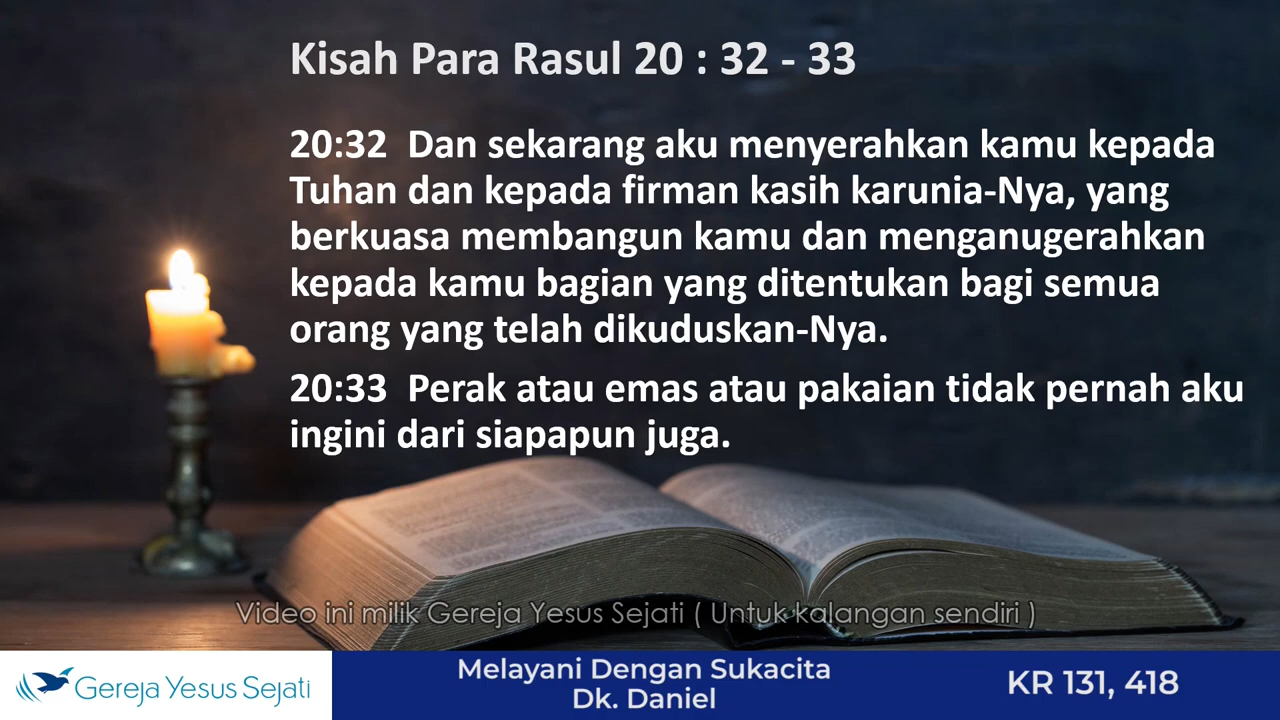 Kisah Para Rasul 20 : 32 - 33
20:32 Dan sekarang aku menyerahkan kamu kepada
Tuhan dan kepada firman kasih karunia-Nya, yang
berkuasa membangun kamu dan menganugerahkan
kepada kamu bagian yang ditentukan bagi semua
orang yang telah dikuduskan-Nya.
20:33 Perak atau emas atau pakaian tidak pernah aku
ingini dari siapapun juga.
Video ini milik Gereja Yesus Sejati ( Untuk kalangan sendiri )
Gereja Yesus Sejati
Melayani Dengan Sukacita
Dk. Daniel
KR 131, 418